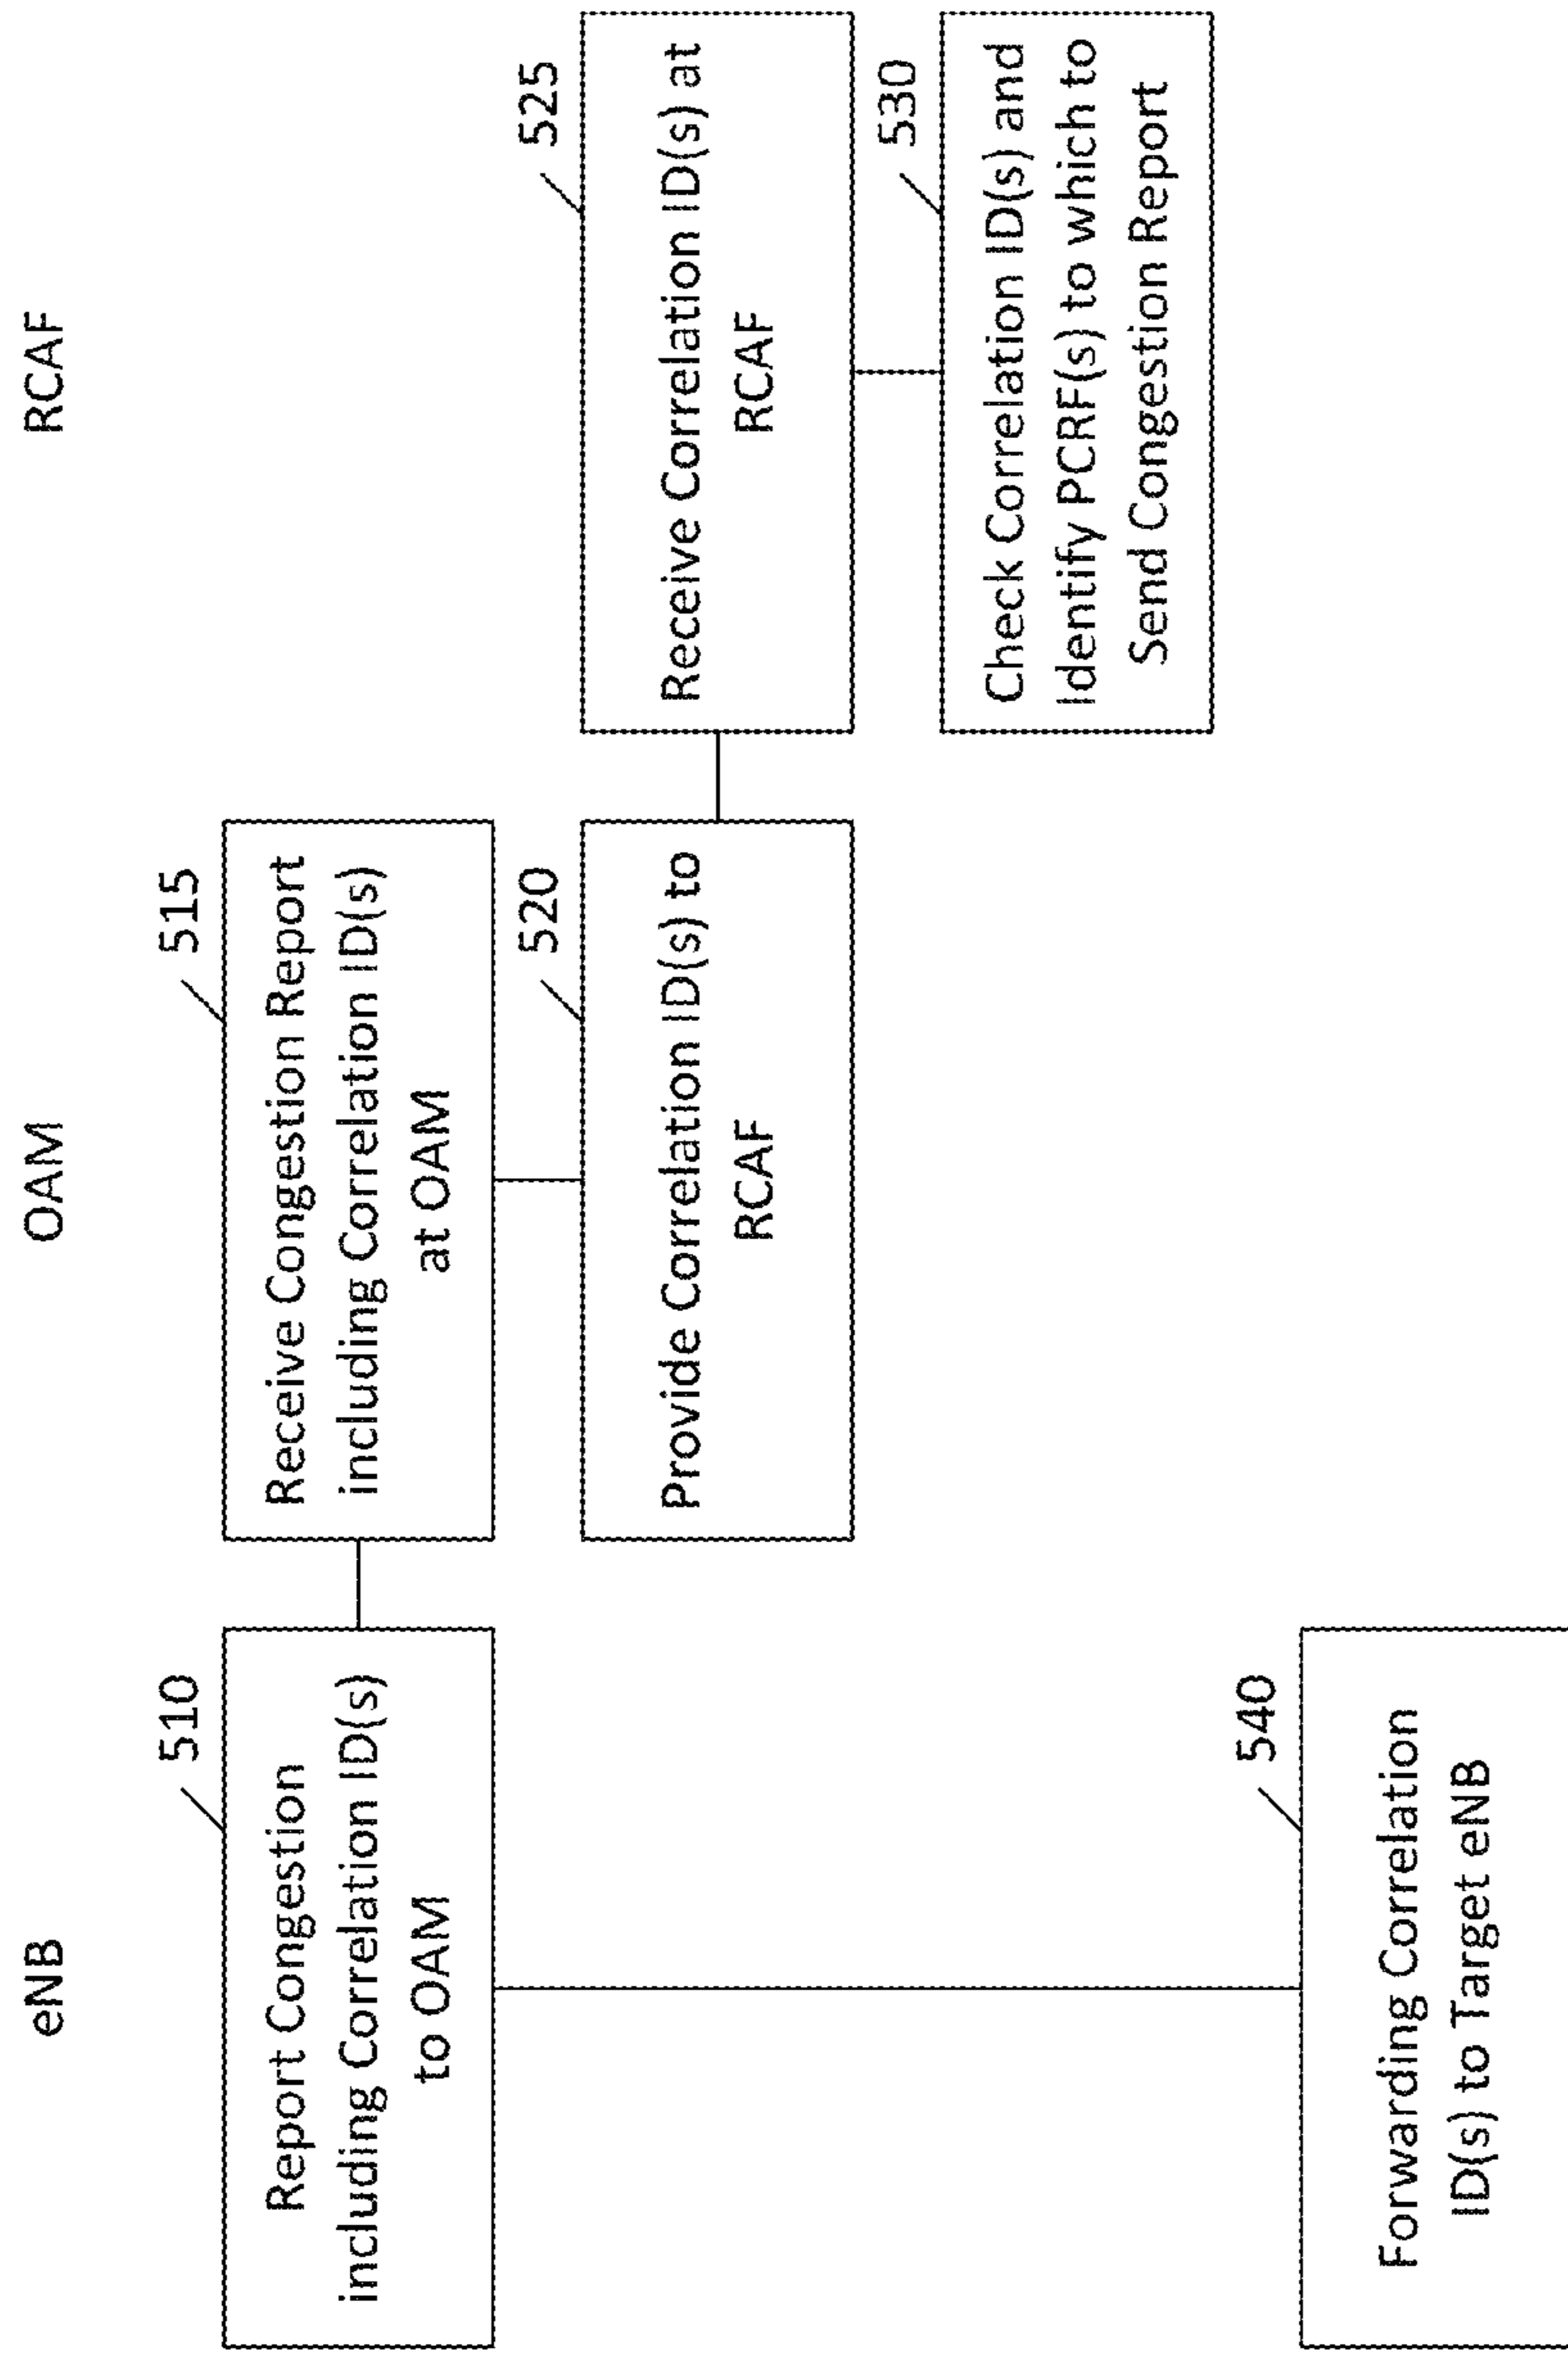 eNB
OAM
RCAF
510
Report Congestion
including Correlation ID(s)
to OAM
515
Receive Congestion Report
including Correlation ID(s)
at OAM
520
Provide Correlation ID(s) to
RCAF
525
Receive Correlation ID(s) at
RCAF
530
Check Correlation ID(s) and
Identify PCRF(s) to which to
Send Congestion Report
540
Forwarding Correlation
ID(s) to Target eNB